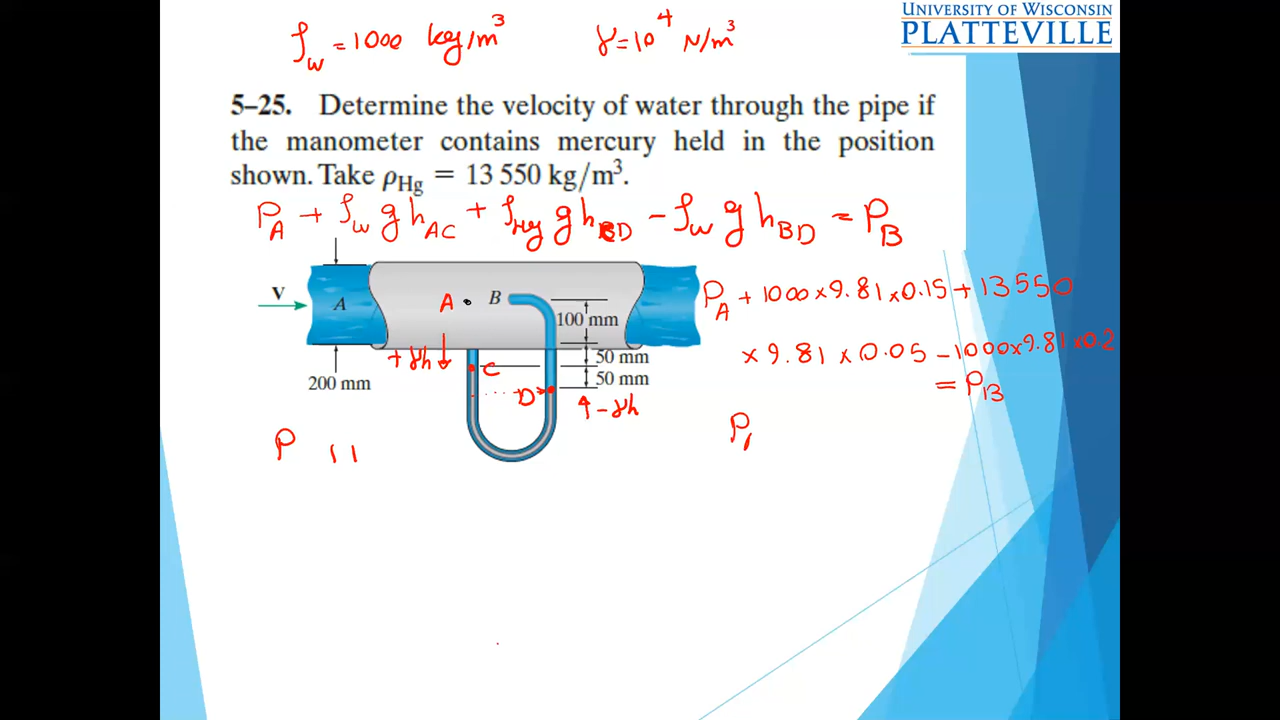 UNIVERSITY OF WISCONSIN
PLATTEVILLE
ρw = 1000 kg/m³ γ = 10⁴ N/m³
5–25. Determine the velocity of water through the pipe if
the manometer contains mercury held in the position
shown. Take ρHg = 13 550 kg/m³.
PA + ρw g hAC + ρHg g hCD − ρw g hBD = PB
V
A
A
B
100 mm
50 mm
50 mm
200 mm
+γh
C
D
−γh
PA + 1000 × 9.81 × 0.15 + 13550
× 9.81 × 0.05 − 1000 × 9.81 × 0.2
= PB
P
P